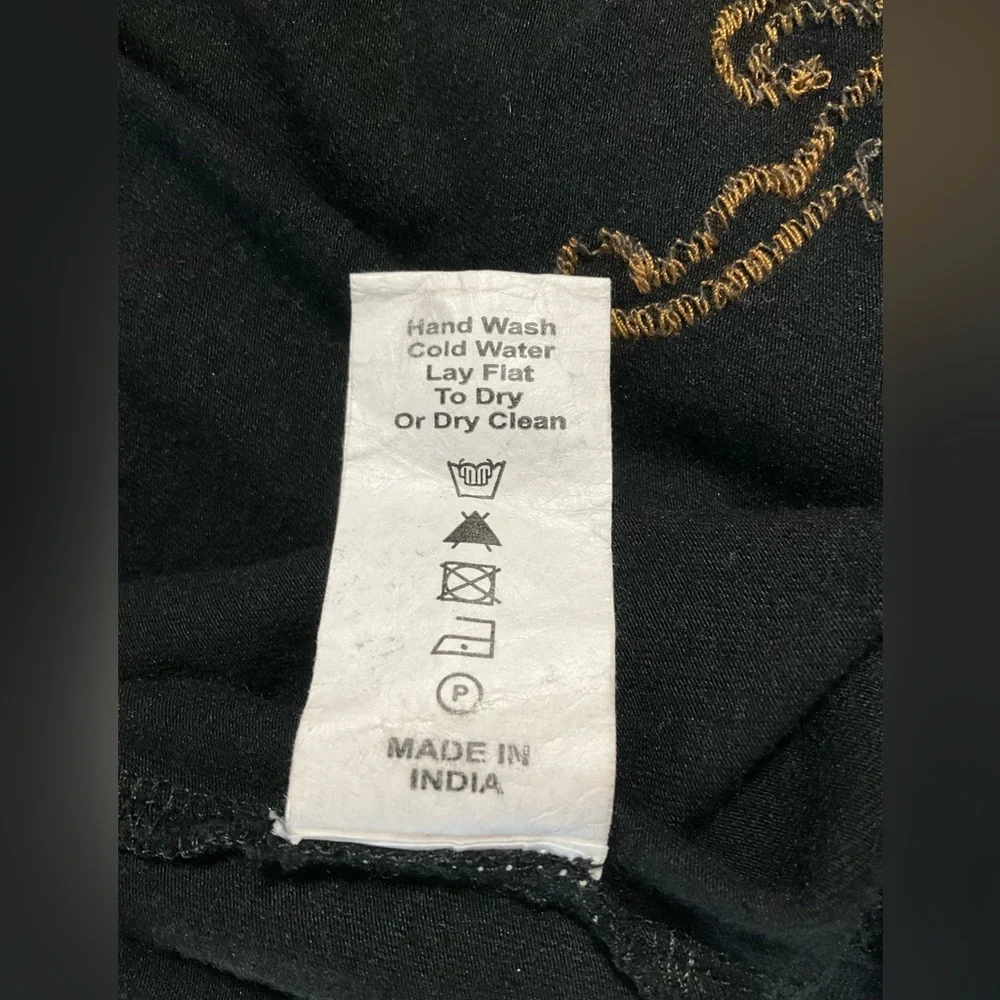 Hand Wash
Cold Water
Lay Flat
To Dry
Or Dry Clean
P
MADE IN
INDIA